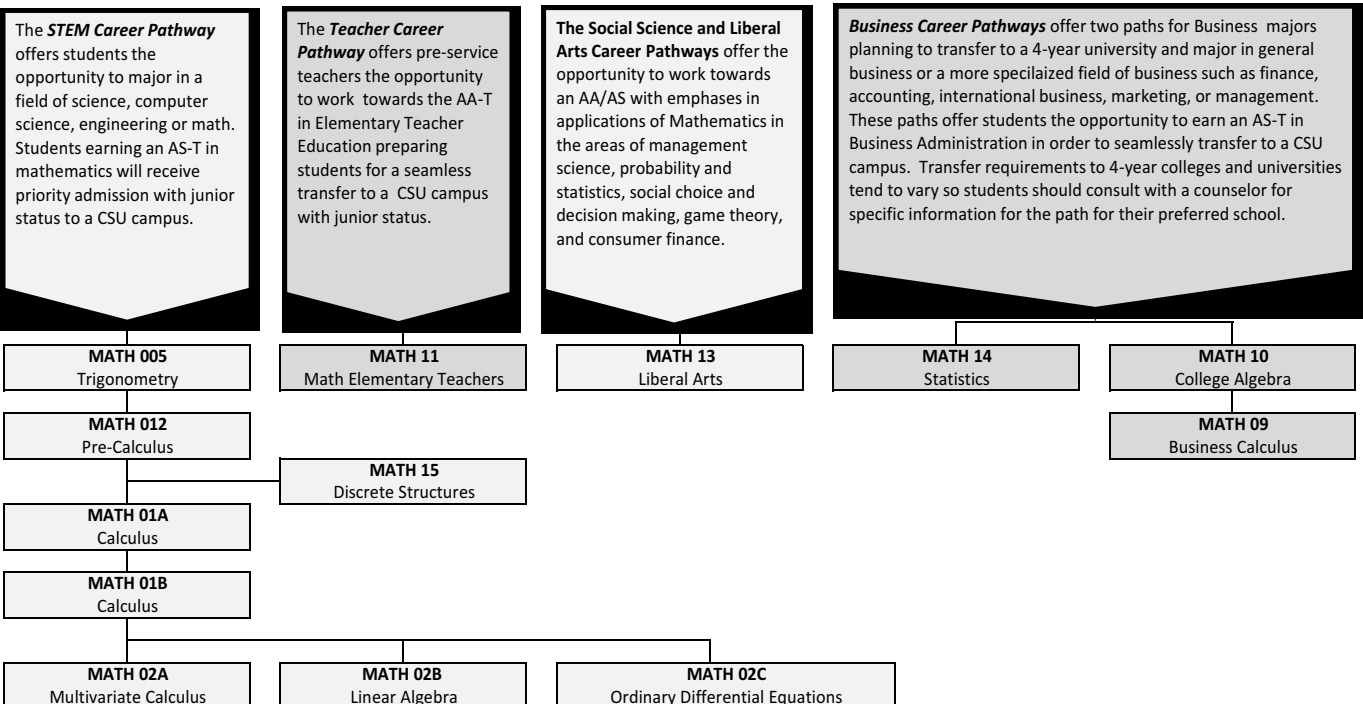 The STEM Career Pathway
offers students the
opportunity to major in a
field of science, computer
science, engineering or math.
Students earning an AS-T in
mathematics will receive
priority admission with junior
status to a CSU campus.
The Teacher Career
Pathway offers pre-service
teachers the opportunity
to work towards the AA-T
in Elementary Teacher
Education preparing
students for a seamless
transfer to a CSU campus
with junior status.
The Social Science and Liberal
Arts Career Pathways offer the
opportunity to work towards
an AA/AS with emphases in
applications of Mathematics in
the areas of management
science, probability and
statistics, social choice and
decision making, game theory,
and consumer finance.
Business Career Pathways offer two paths for Business majors
planning to transfer to a 4-year university and major in general
business or a more specilaized field of business such as finance,
accounting, international business, marketing, or management.
These paths offer students the opportunity to earn an AS-T in
Business Administration in order to seamlessly transfer to a CSU
campus. Transfer requirements to 4-year colleges and universities
tend to vary so students should consult with a counselor for
specific information for the path for their preferred school.
MATH 005
Trigonometry
MATH 11
Math Elementary Teachers
MATH 13
Liberal Arts
MATH 14
Statistics
MATH 10
College Algebra
MATH 012
Pre-Calculus
MATH 09
Business Calculus
MATH 15
Discrete Structures
MATH 01A
Calculus
MATH 01B
Calculus
MATH 02A
Multivariate Calculus
MATH 02B
Linear Algebra
MATH 02C
Ordinary Differential Equations